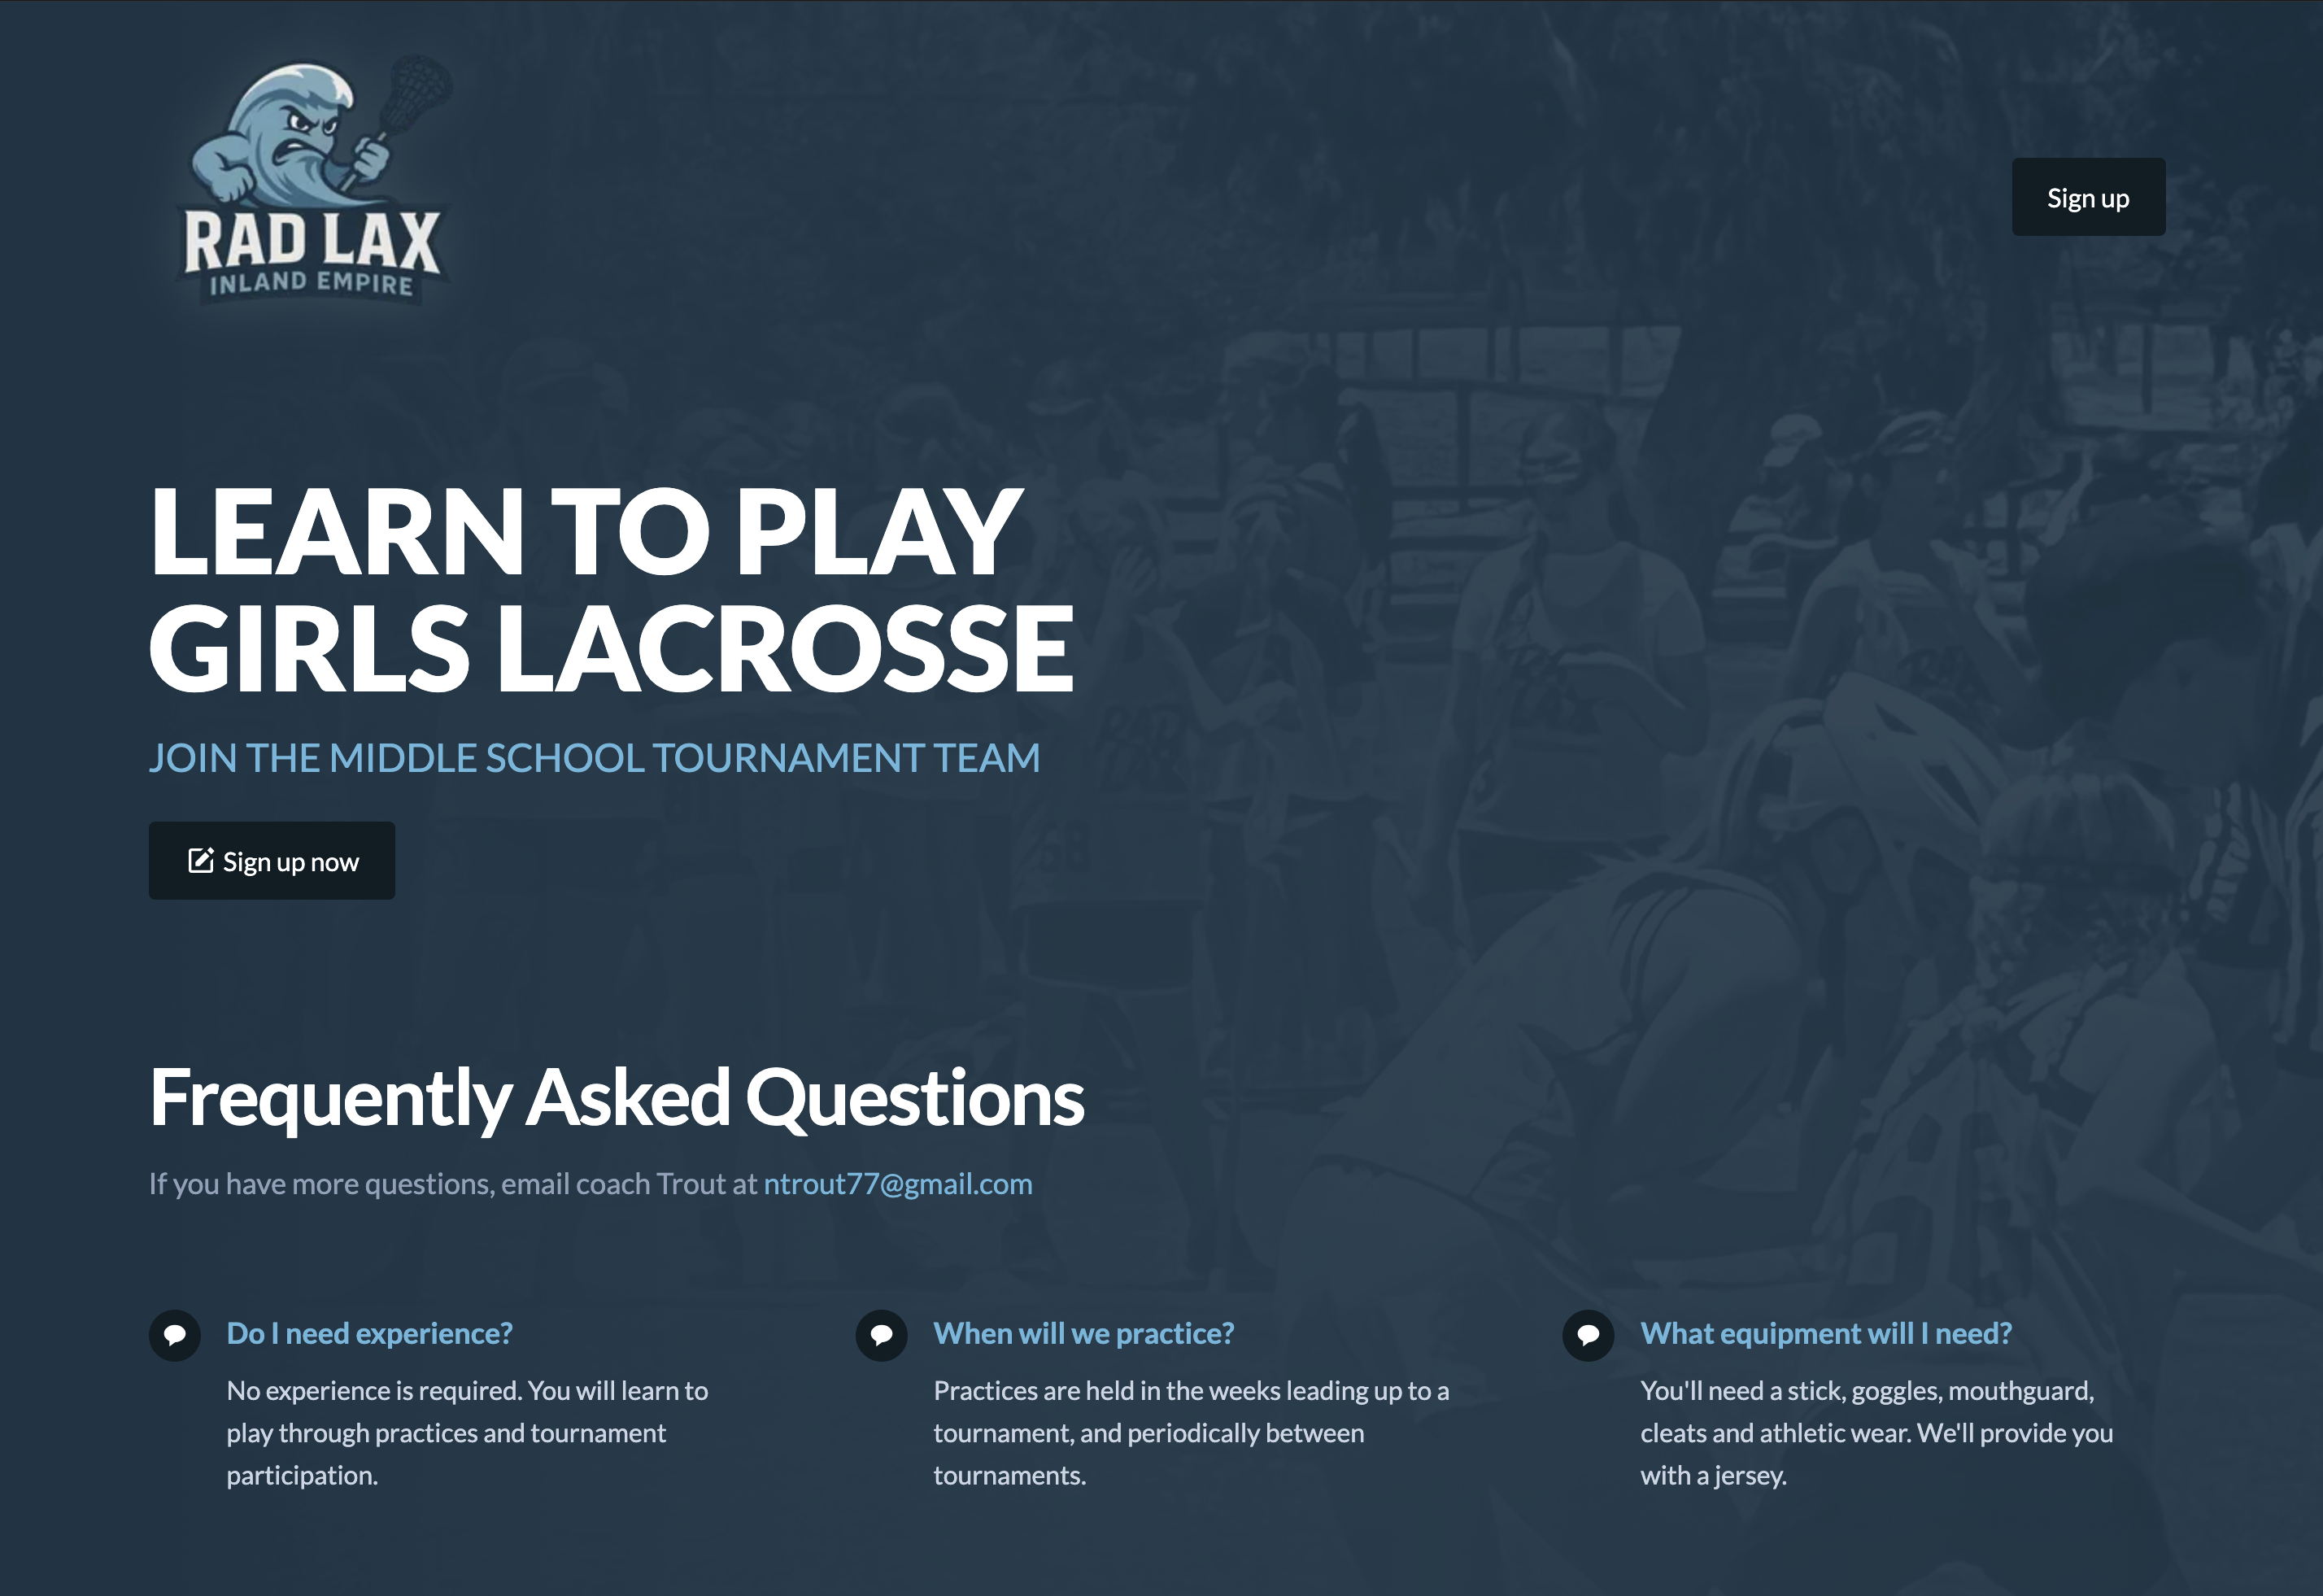 RAD LAX
INLAND EMPIRE
Sign up
LEARN TO PLAY
GIRLS LACROSSE
JOIN THE MIDDLE SCHOOL TOURNAMENT TEAM
Sign up now
Frequently Asked Questions
If you have more questions, email coach Trout at ntrout77@gmail.com
Do I need experience?
No experience is required. You will learn to
play through practices and tournament
participation.
When will we practice?
Practices are held in the weeks leading up to a
tournament, and periodically between
tournaments.
What equipment will I need?
You'll need a stick, goggles, mouthguard,
cleats and athletic wear. We'll provide you
with a jersey.